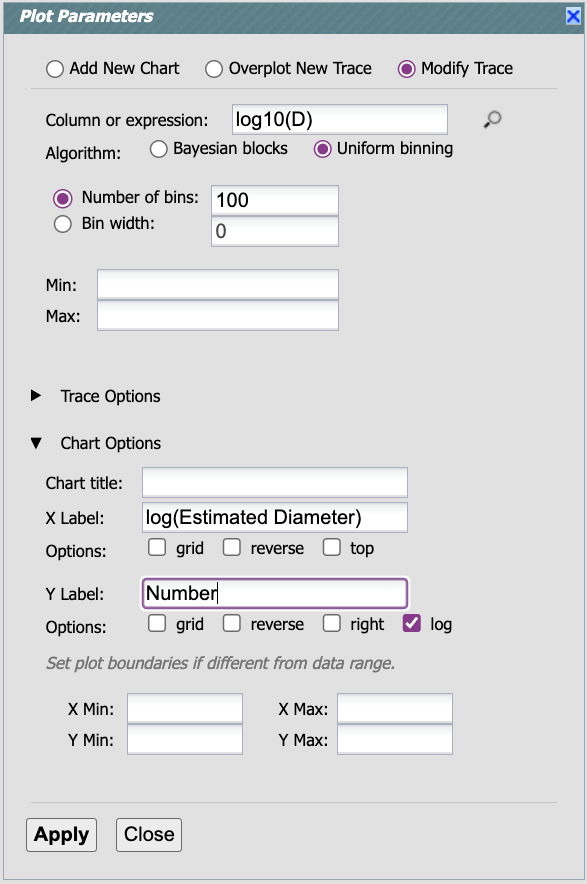 Plot Parameters
Add New Chart Overplot New Trace Modify Trace
Column or expression: log10(D)
Algorithm: Bayesian blocks Uniform binning
Number of bins: 100
Bin width: 0
Min:
Max:
Trace Options
Chart Options
Chart title:
X Label: log(Estimated Diameter)
Options: grid reverse top
Y Label: Number
Options: grid reverse right log
Set plot boundaries if different from data range.
X Min: X Max:
Y Min: Y Max:
Apply Close